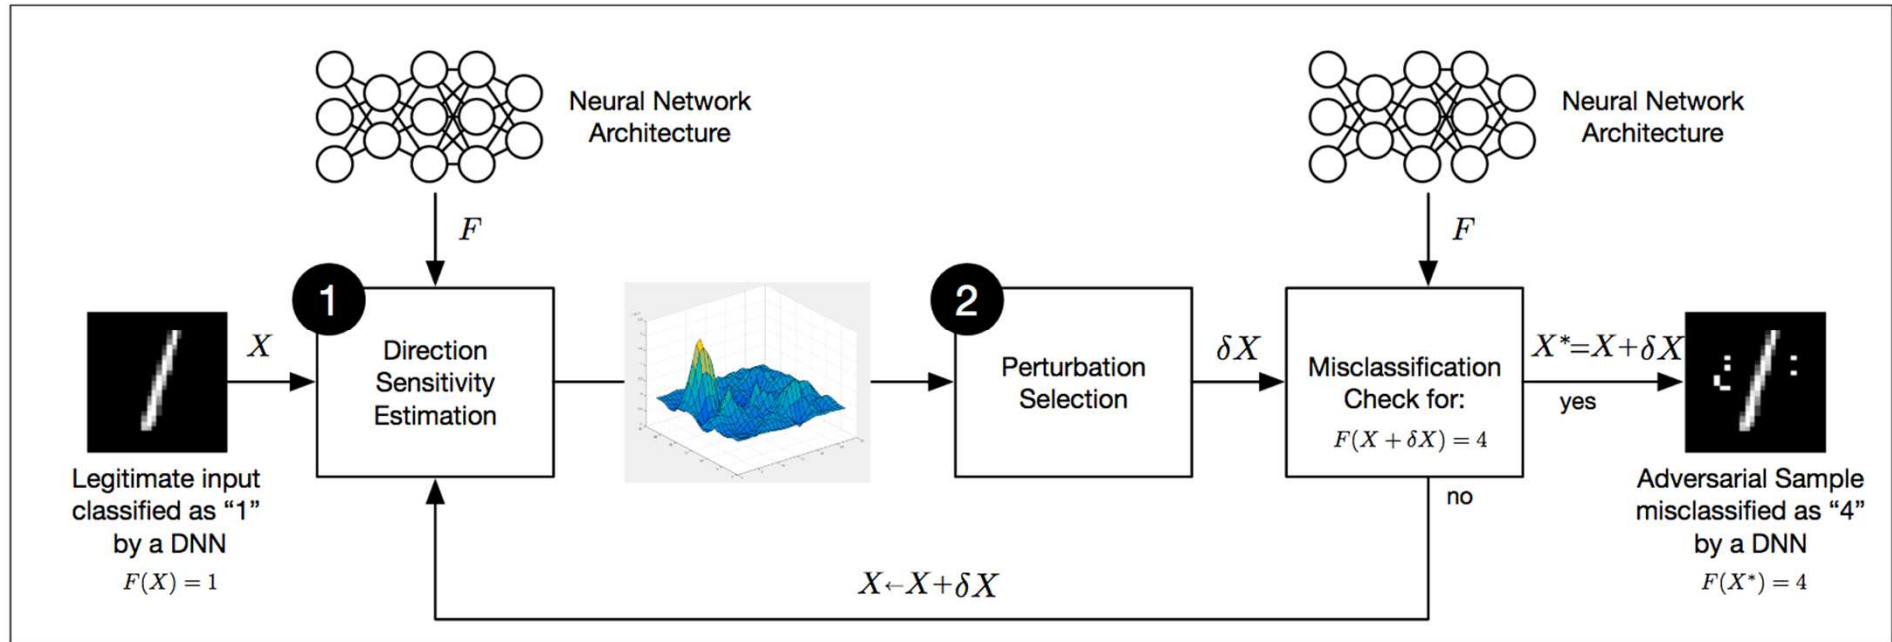 Neural Network
Architecture
F
Neural Network
Architecture
F
X
Legitimate input
classified as “1”
by a DNN
F(X) = 1
1
Direction
Sensitivity
Estimation
2
Perturbation
Selection
δX
Misclassification
Check for:
F(X + δX) = 4
X*=X+δX
yes
no
X←X+δX
Adversarial Sample
misclassified as “4”
by a DNN
F(X*) = 4